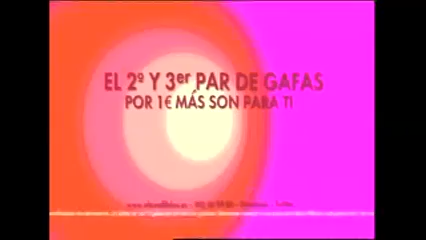 EL 2º Y 3er PAR DE GAFAS
POR 1€ MÁS SON PARA TI